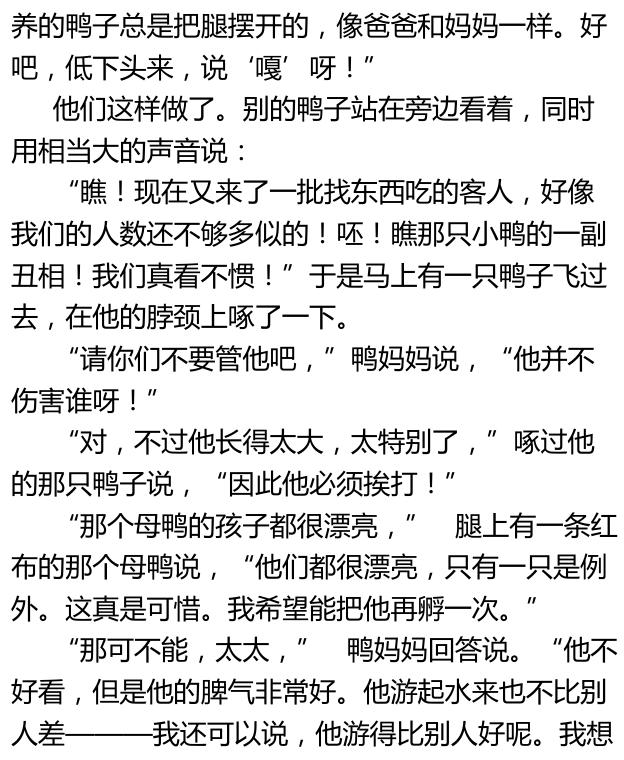 养的鸭子总是把腿摆开的，像爸爸和妈妈一样。好
吧，低下头来，说‘嘎’呀！”
他们这样做了。别的鸭子站在旁边看着，同时
用相当大的声音说：
“瞧！现在又来了一批找东西吃的客人，好像
我们的人数还不够多似的！呸！瞧那只小鸭的一副
丑相！我们真看不惯！”于是马上有一只鸭子飞过
去，在他的脖颈上啄了一下。
“请你们不要管他吧，”鸭妈妈说，“他并不
伤害谁呀！”
“对，不过他长得太大，太特别了，”啄过他
的那只鸭子说，“因此他必须挨打！”
“那个母鸭的孩子都很漂亮，” 腿上有一条红
布的那个母鸭说，“他们都很漂亮，只有一只是例
外。这真是可惜。我希望能把他再孵一次。”
“那可不能，太太，” 鸭妈妈回答说。“他不
好看，但是他的脾气非常好。他游起水来也不比别
人差————我还可以说，他游得比别人好呢。我想